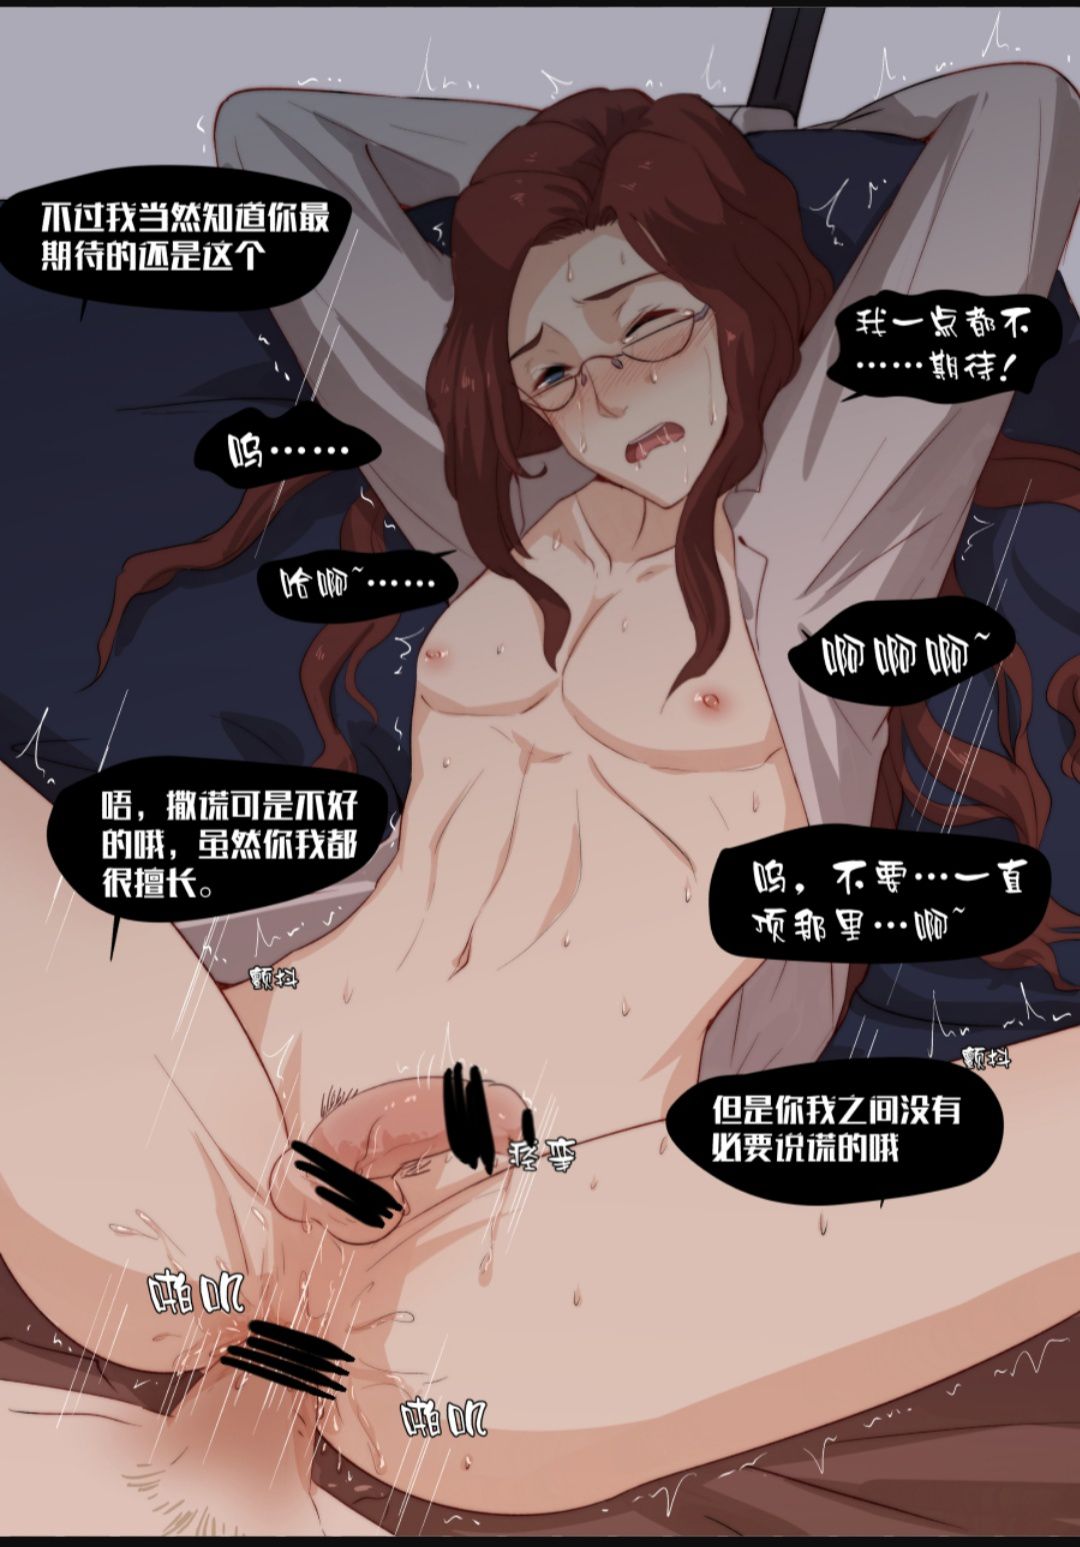 不过我当然知道你最
期待的还是这个
我一点都不
……期待！
呜……
哈啊~……
啊啊啊~
唔，撒谎可是不好
的哦，虽然你我都
很擅长。
呜，不要…一直
顶那里…啊~
颤抖
颤抖
但是你我之间没有
必要说谎的哦
痉挛
啪叽
啪叽